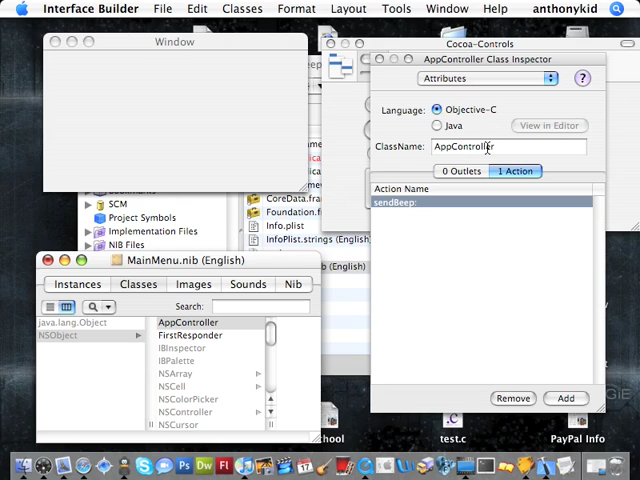 Interface Builder File Edit Classes Format Layout Tools Window Help anthonykid
Window
Cocoa-Controls
AppController Class Inspector
Attributes
?
Language: Objective-C
Java
View in Editor
ClassName: AppController
0 Outlets 1 Action
Action Name
sendBeep:
Remove Add
CoreData.fra
Foundation.fra
Info.plist
InfoPlist.strings (English)
SCM
Project Symbols
Implementation Files
NIB Files
MainMenu.nib (English)
Instances Classes Images Sounds Nib
Search:
java.lang.Object
NSObject
AppController
FirstResponder
IBInspector
IBPalette
NSArray
NSCell
NSColorPicker
NSController
NSCursor
test.c
PayPal Info